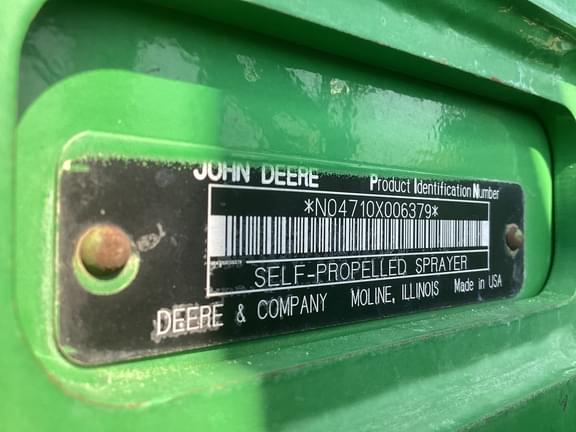 JOHN DEERE Product Identification Number
*N04710X006379*
SELF-PROPELLED SPRAYER
DEERE & COMPANY MOLINE, ILLINOIS Made in USA